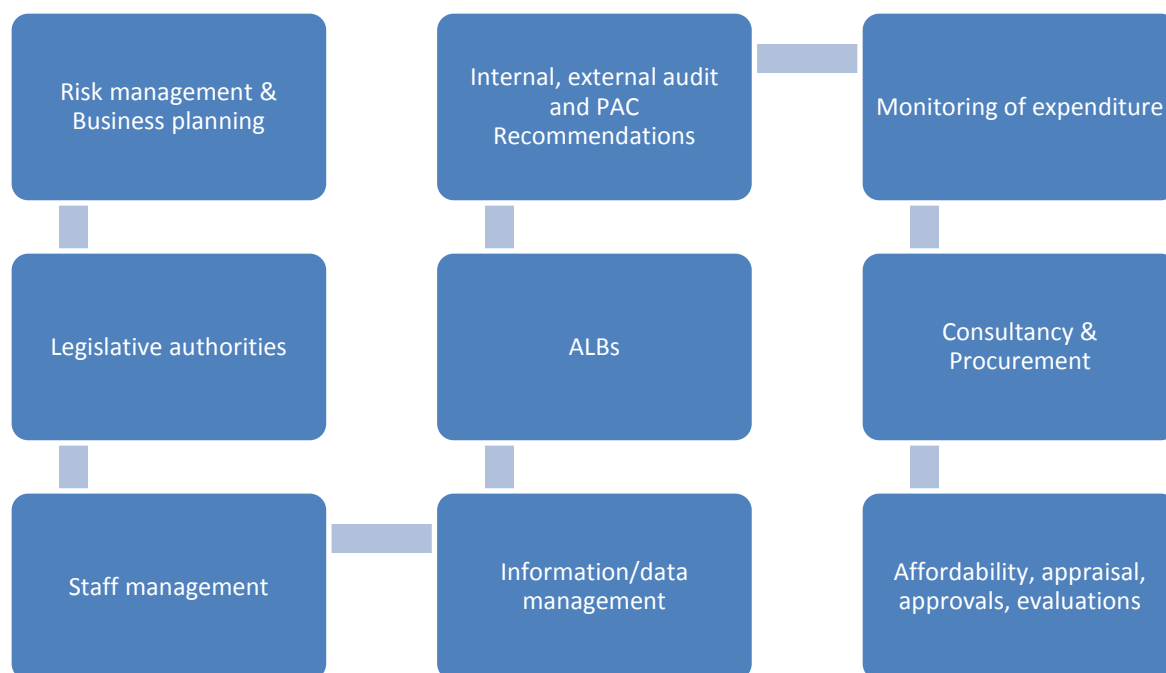 Risk management &
Business planning
Legislative authorities
Staff management
Information/data
management
ALBs
Internal, external audit
and PAC
Recommendations
Monitoring of expenditure
Consultancy &
Procurement
Affordability, appraisal,
approvals, evaluations